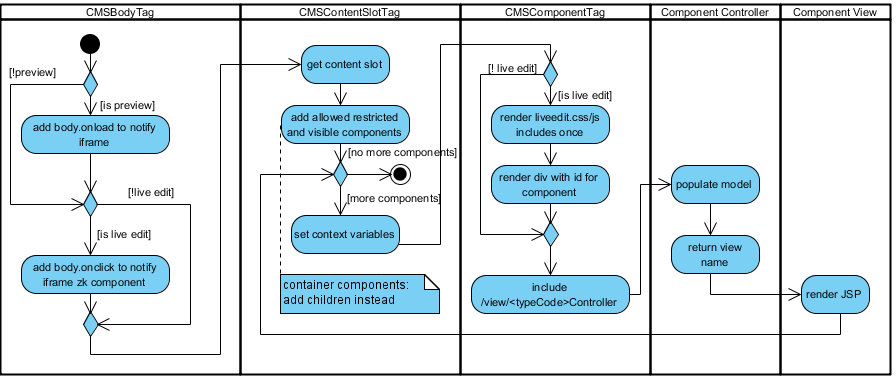 CMSBodyTag
CMSContentSlotTag
CMSComponentTag
Component Controller
Component View
[!preview]
[is preview]
add body.onload to notify
iframe
[!live edit]
[is live edit]
add body.onclick to notify
iframe zk component
get content slot
add allowed restricted
and visible components
[no more components]
[more components]
set context variables
container components:
add children instead
[! live edit]
[is live edit]
render liveedit.css/js
includes once
render div with id for
component
include
/view/<typeCode>Controller
populate model
return view
name
render JSP